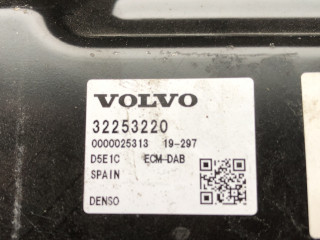 VOLVO
32253220
0000025313 19-297
D5E1C ECM-DAB
SPAIN
DENSO